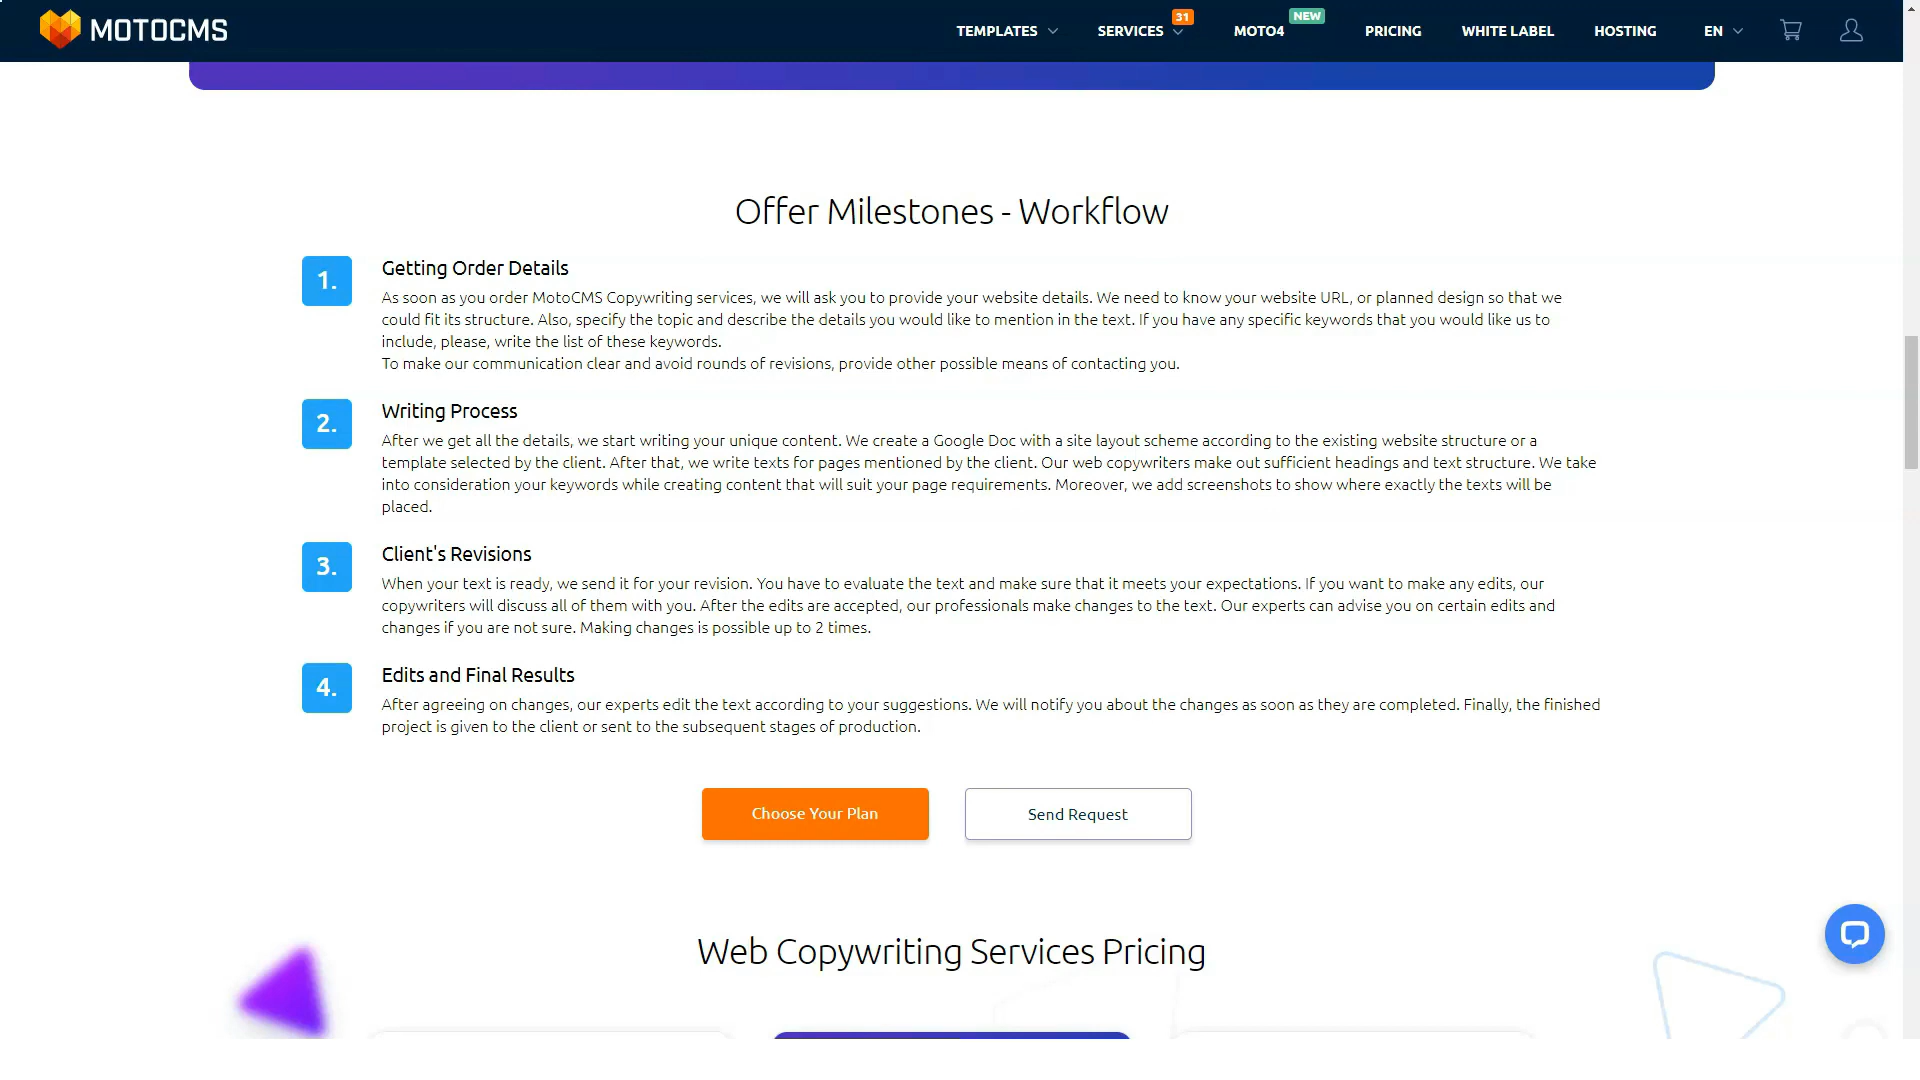 MOTOCMS
TEMPLATES
SERVICES
31
MOTO4
NEW
PRICING
WHITE LABEL
HOSTING
EN
Offer Milestones - Workflow
1.
Getting Order Details
As soon as you order MotoCMS Copywriting services, we will ask you to provide your website details. We need to know your website URL, or planned design so that we
could fit its structure. Also, specify the topic and describe the details you would like to mention in the text. If you have any specific keywords that you would like us to
include, please, write the list of these keywords.
To make our communication clear and avoid rounds of revisions, provide other possible means of contacting you.
2.
Writing Process
After we get all the details, we start writing your unique content. We create a Google Doc with a site layout scheme according to the existing website structure or a
template selected by the client. After that, we write texts for pages mentioned by the client. Our web copywriters make out sufficient headings and text structure. We take
into consideration your keywords while creating content that will suit your page requirements. Moreover, we add screenshots to show where exactly the texts will be
placed.
3.
Client's Revisions
When your text is ready, we send it for your revision. You have to evaluate the text and make sure that it meets your expectations. If you want to make any edits, our
copywriters will discuss all of them with you. After the edits are accepted, our professionals make changes to the text. Our experts can advise you on certain edits and
changes if you are not sure. Making changes is possible up to 2 times.
4.
Edits and Final Results
After agreeing on changes, our experts edit the text according to your suggestions. We will notify you about the changes as soon as they are completed. Finally, the finished
project is given to the client or sent to the subsequent stages of production.
Choose Your Plan
Send Request
Web Copywriting Services Pricing